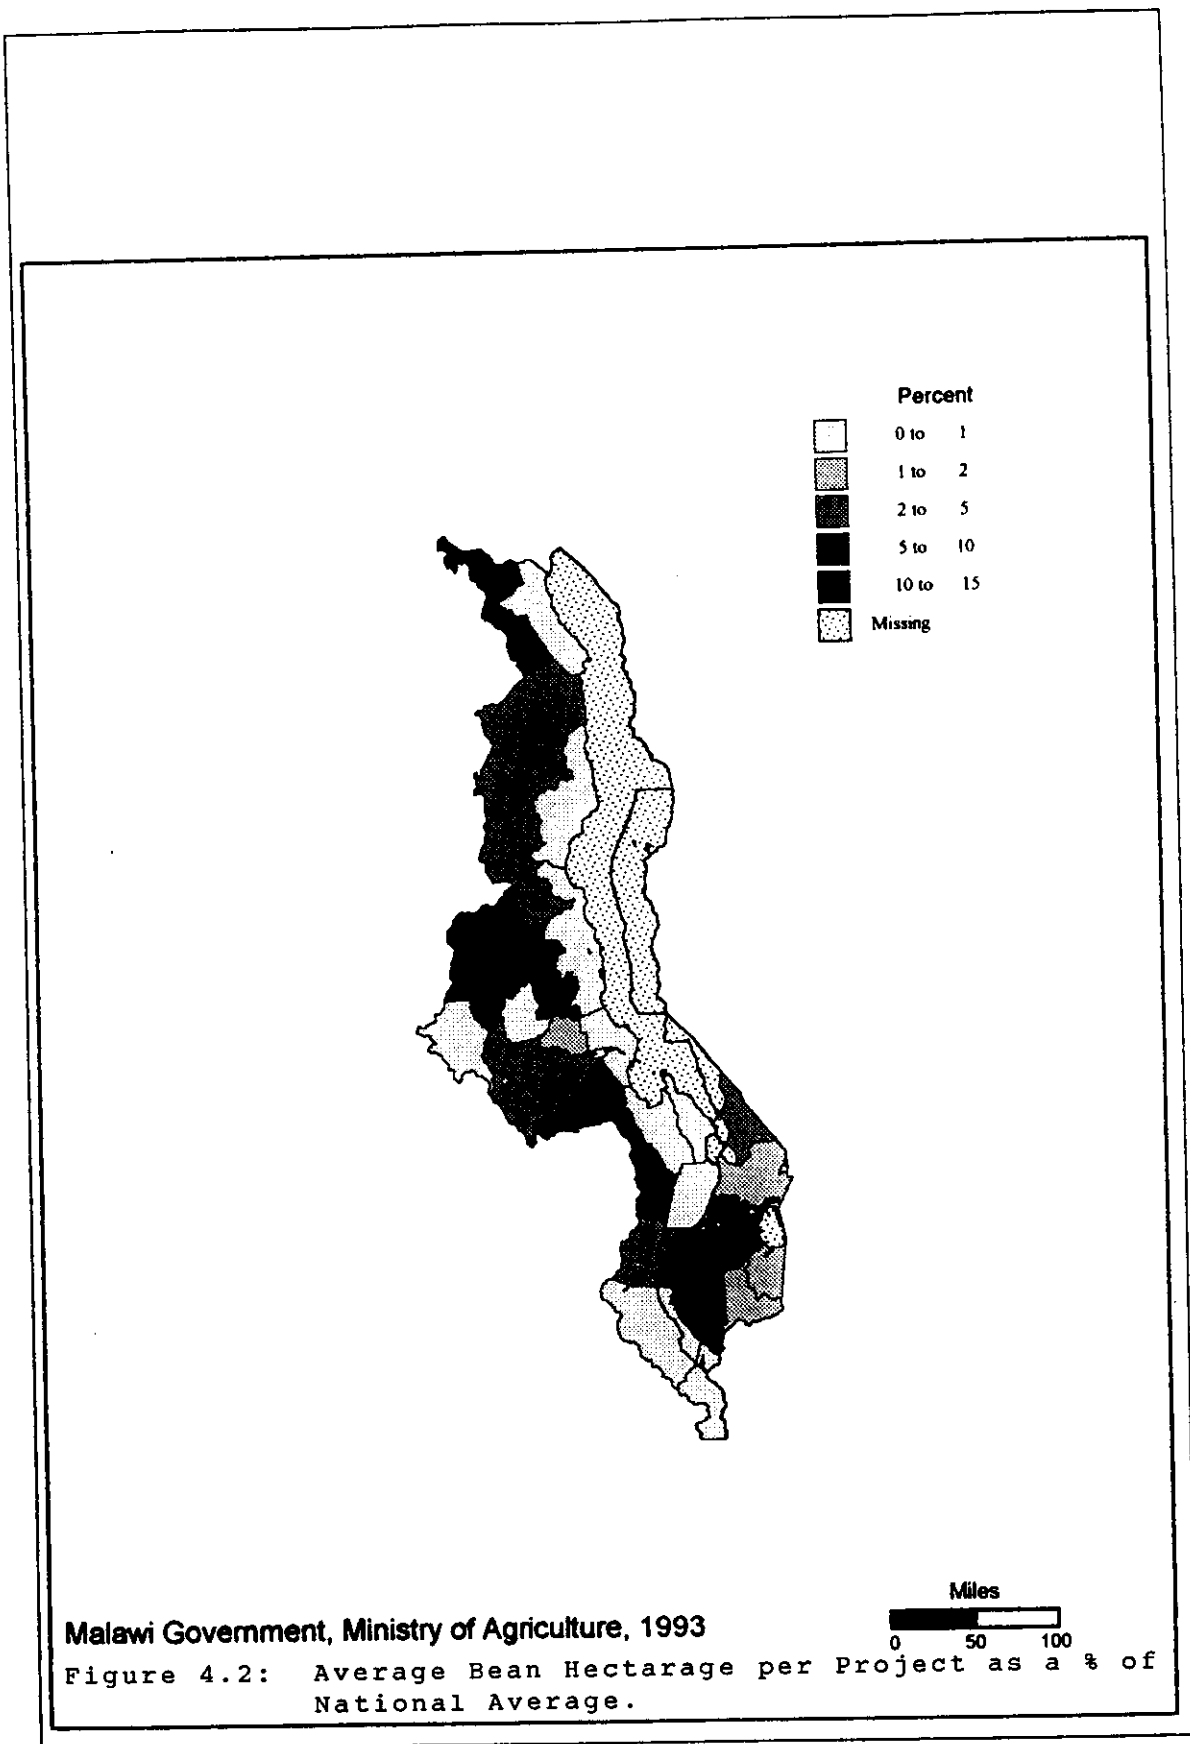 Percent
0 to 1
1 to 2
2 to 5
5 to 10
10 to 15
Missing
Miles
0 50 100
Malawi Government, Ministry of Agriculture, 1993
Figure 4.2: Average Bean Hectarage per Project as a % of
National Average.